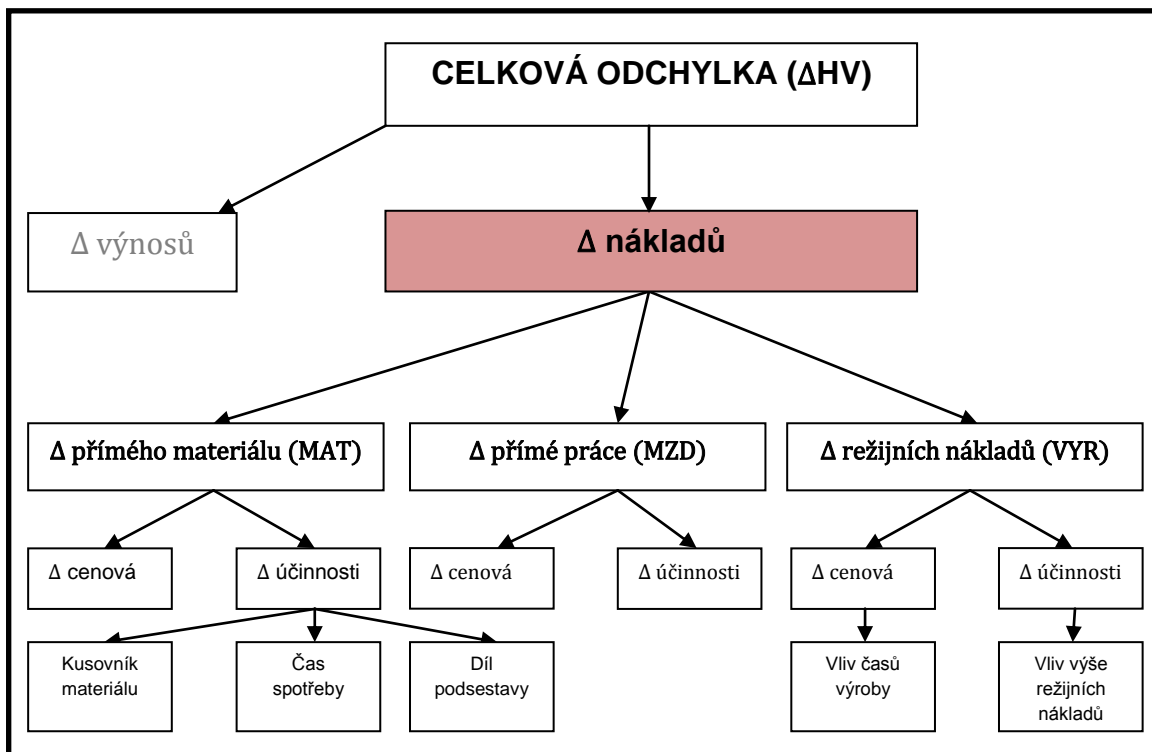 CELKOVÁ ODCHYLKA (ΔHV)
Δ výnosů
Δ nákladů
Δ přímého materiálu (MAT)
Δ přímé práce (MZD)
Δ režijních nákladů (VYR)
Δ cenová
Δ účinnosti
Δ cenová
Δ účinnosti
Δ cenová
Δ účinnosti
Kusovník
materiálu
Čas
spotřeby
Díl
podsestavy
Vliv časů
výroby
Vliv výše
režijních
nákladů